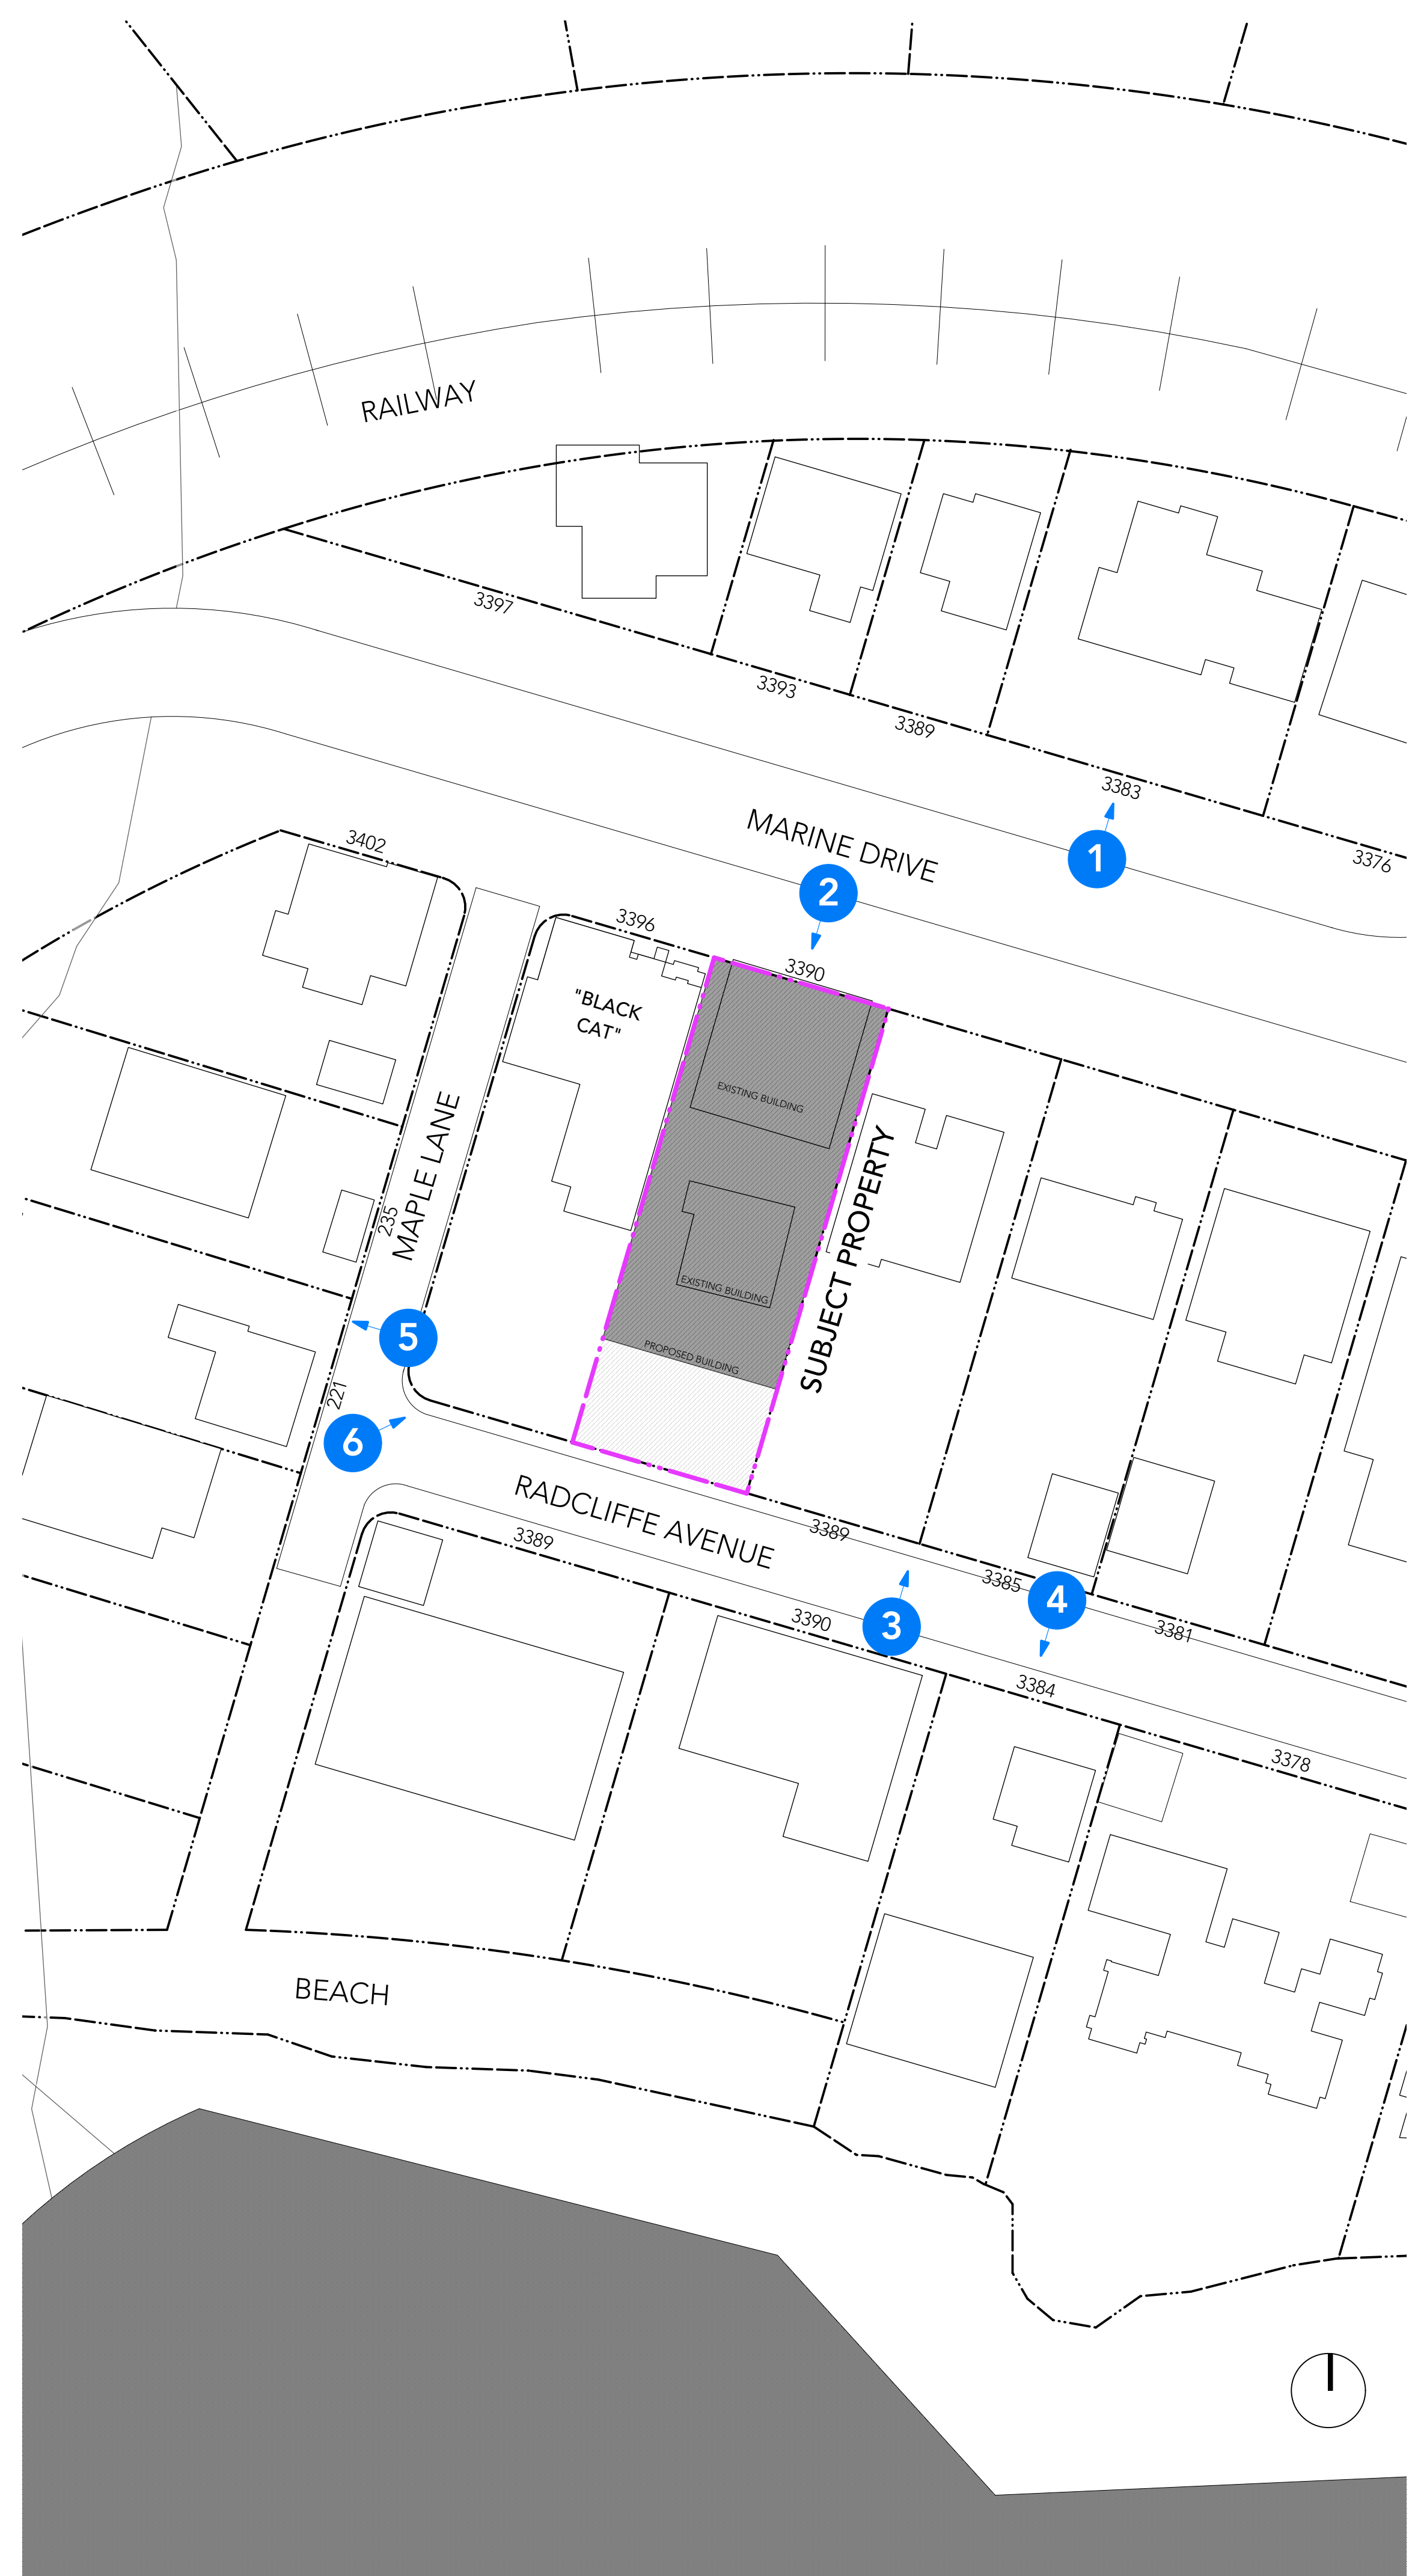 RAILWAY
3397
3393
3389
3383
1
3376
MARINE DRIVE
2
3402
3396
3390
"BLACK
CAT"
EXISTING BUILDING
MAPLE LANE
235
SUBJECT PROPERTY
EXISTING BUILDING
5
PROPOSED BUILDING
221
6
RADCLIFFE AVENUE
3389
3389
3385
4
3390
3
3381
3384
3378
BEACH